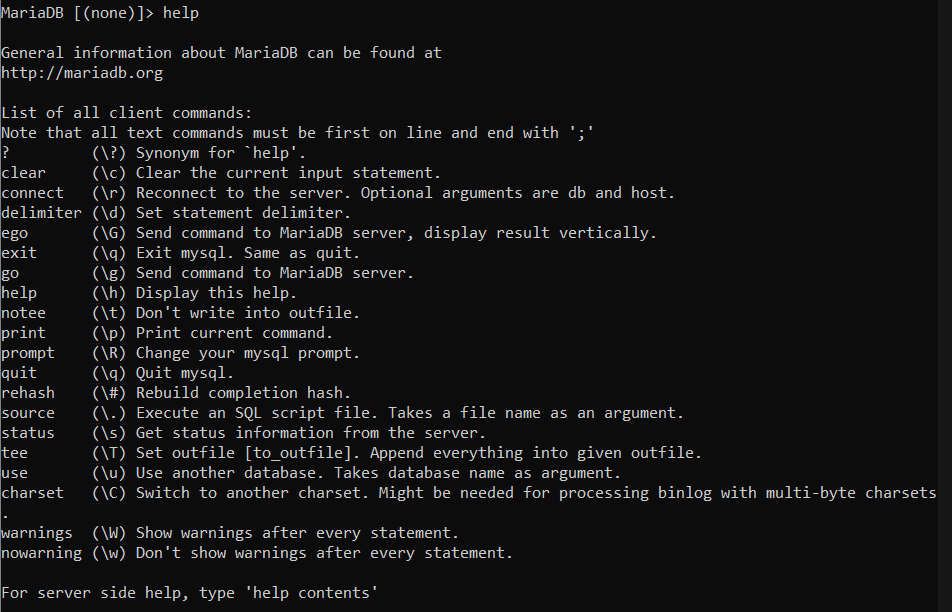 MariaDB [(none)]> help
General information about MariaDB can be found at
http://mariadb.org
List of all client commands:
Note that all text commands must be first on line and end with ';'
?         (\?) Synonym for `help'.
clear     (\c) Clear the current input statement.
connect   (\r) Reconnect to the server. Optional arguments are db and host.
delimiter (\d) Set statement delimiter.
ego       (\G) Send command to MariaDB server, display result vertically.
exit      (\q) Exit mysql. Same as quit.
go        (\g) Send command to MariaDB server.
help      (\h) Display this help.
notee     (\t) Don't write into outfile.
print     (\p) Print current command.
prompt    (\R) Change your mysql prompt.
quit      (\q) Quit mysql.
rehash    (\#) Rebuild completion hash.
source    (\.) Execute an SQL script file. Takes a file name as an argument.
status    (\s) Get status information from the server.
tee       (\T) Set outfile [to_outfile]. Append everything into given outfile.
use       (\u) Use another database. Takes database name as argument.
charset   (\C) Switch to another charset. Might be needed for processing binlog with multi-byte charsets
.
warnings  (\W) Show warnings after every statement.
nowarning (\w) Don't show warnings after every statement.
For server side help, type 'help contents'